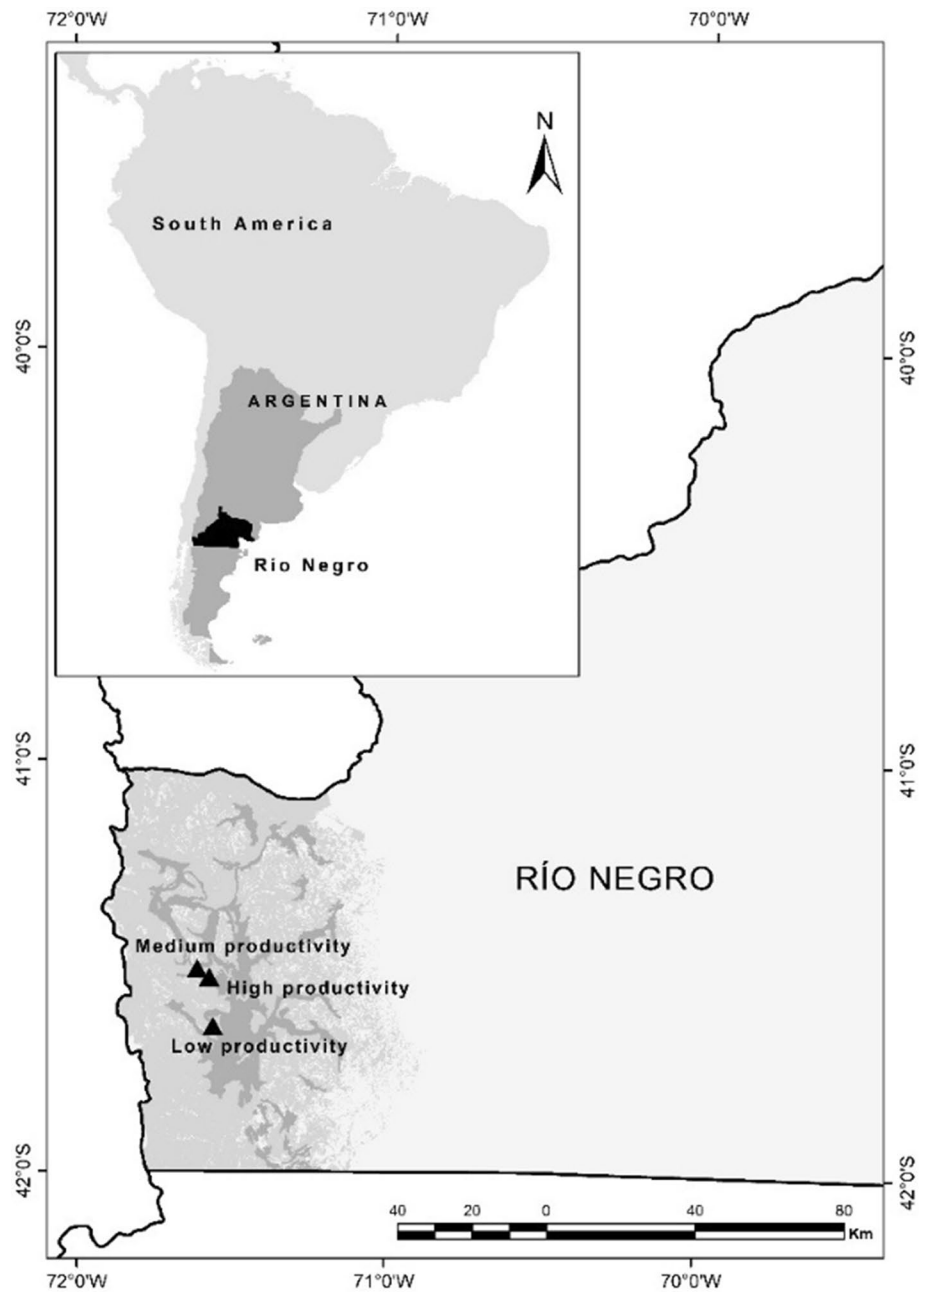 72°0'W 71°0'W 70°0'W
N
South America
40°0'S 40°0'S
ARGENTINA
Río Negro
41°0'S 41°0'S
RÍO NEGRO
Medium productivity
High productivity
Low productivity
42°0'S 42°0'S
40 20 0 40 80
Km
72°0'W 71°0'W 70°0'W